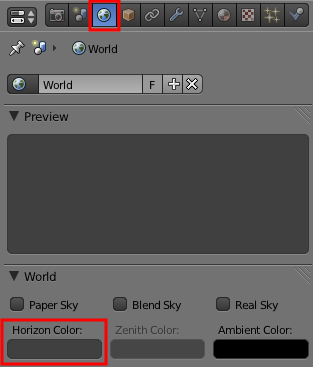 World
World F
Preview
World
Paper Sky Blend Sky Real Sky
Horizon Color: Zenith Color: Ambient Color: